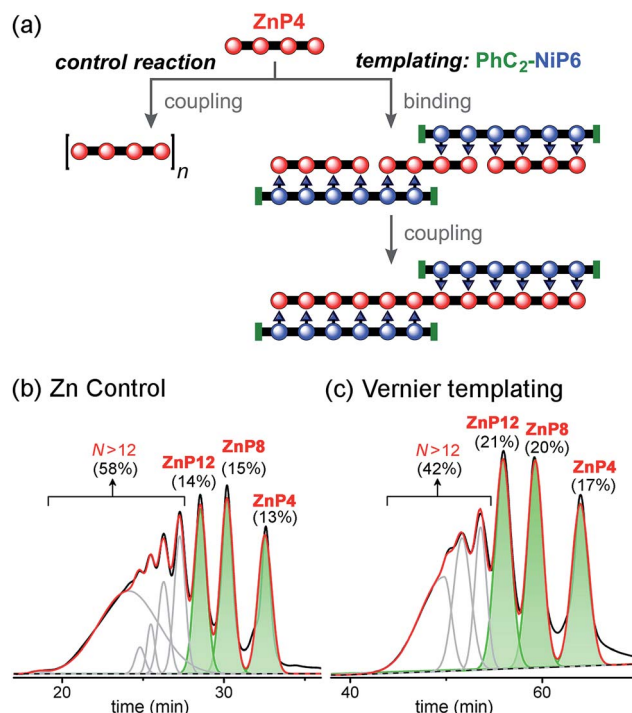 (a)
ZnP4
control reaction
templating: PhC₂-NiP6
coupling
binding
n
coupling
(b) Zn Control
(c) Vernier templating
N>12
(58%)
ZnP12
(14%)
ZnP8
(15%)
ZnP4
(13%)
20
30
time (min)
N>12
(42%)
ZnP12
(21%)
ZnP8
(20%)
ZnP4
(17%)
40
60
time (min)